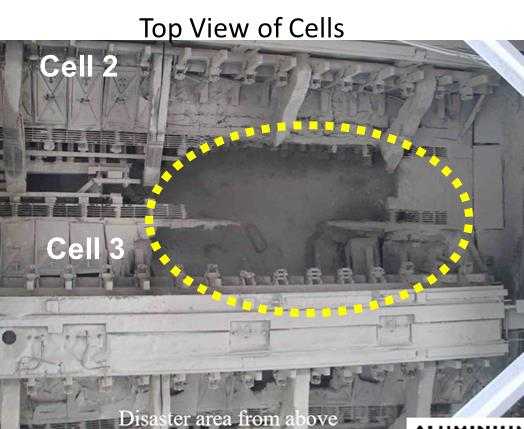 Top View of Cells
Cell 2
Cell 3
Disaster area from above